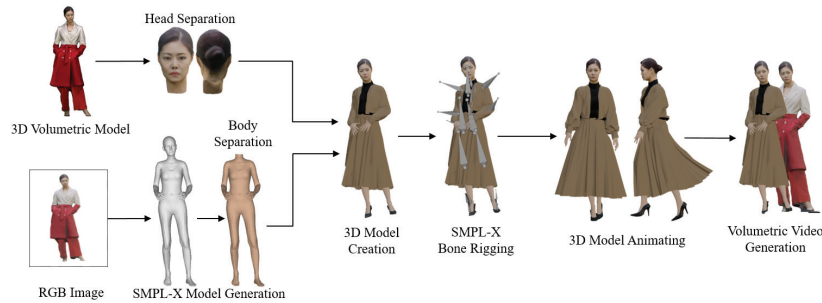 Head Separation
3D Volumetric Model
Body
Separation
RGB Image
SMPL-X Model Generation
3D Model
Creation
SMPL-X
Bone Rigging
3D Model Animating
Volumetric Video
Generation